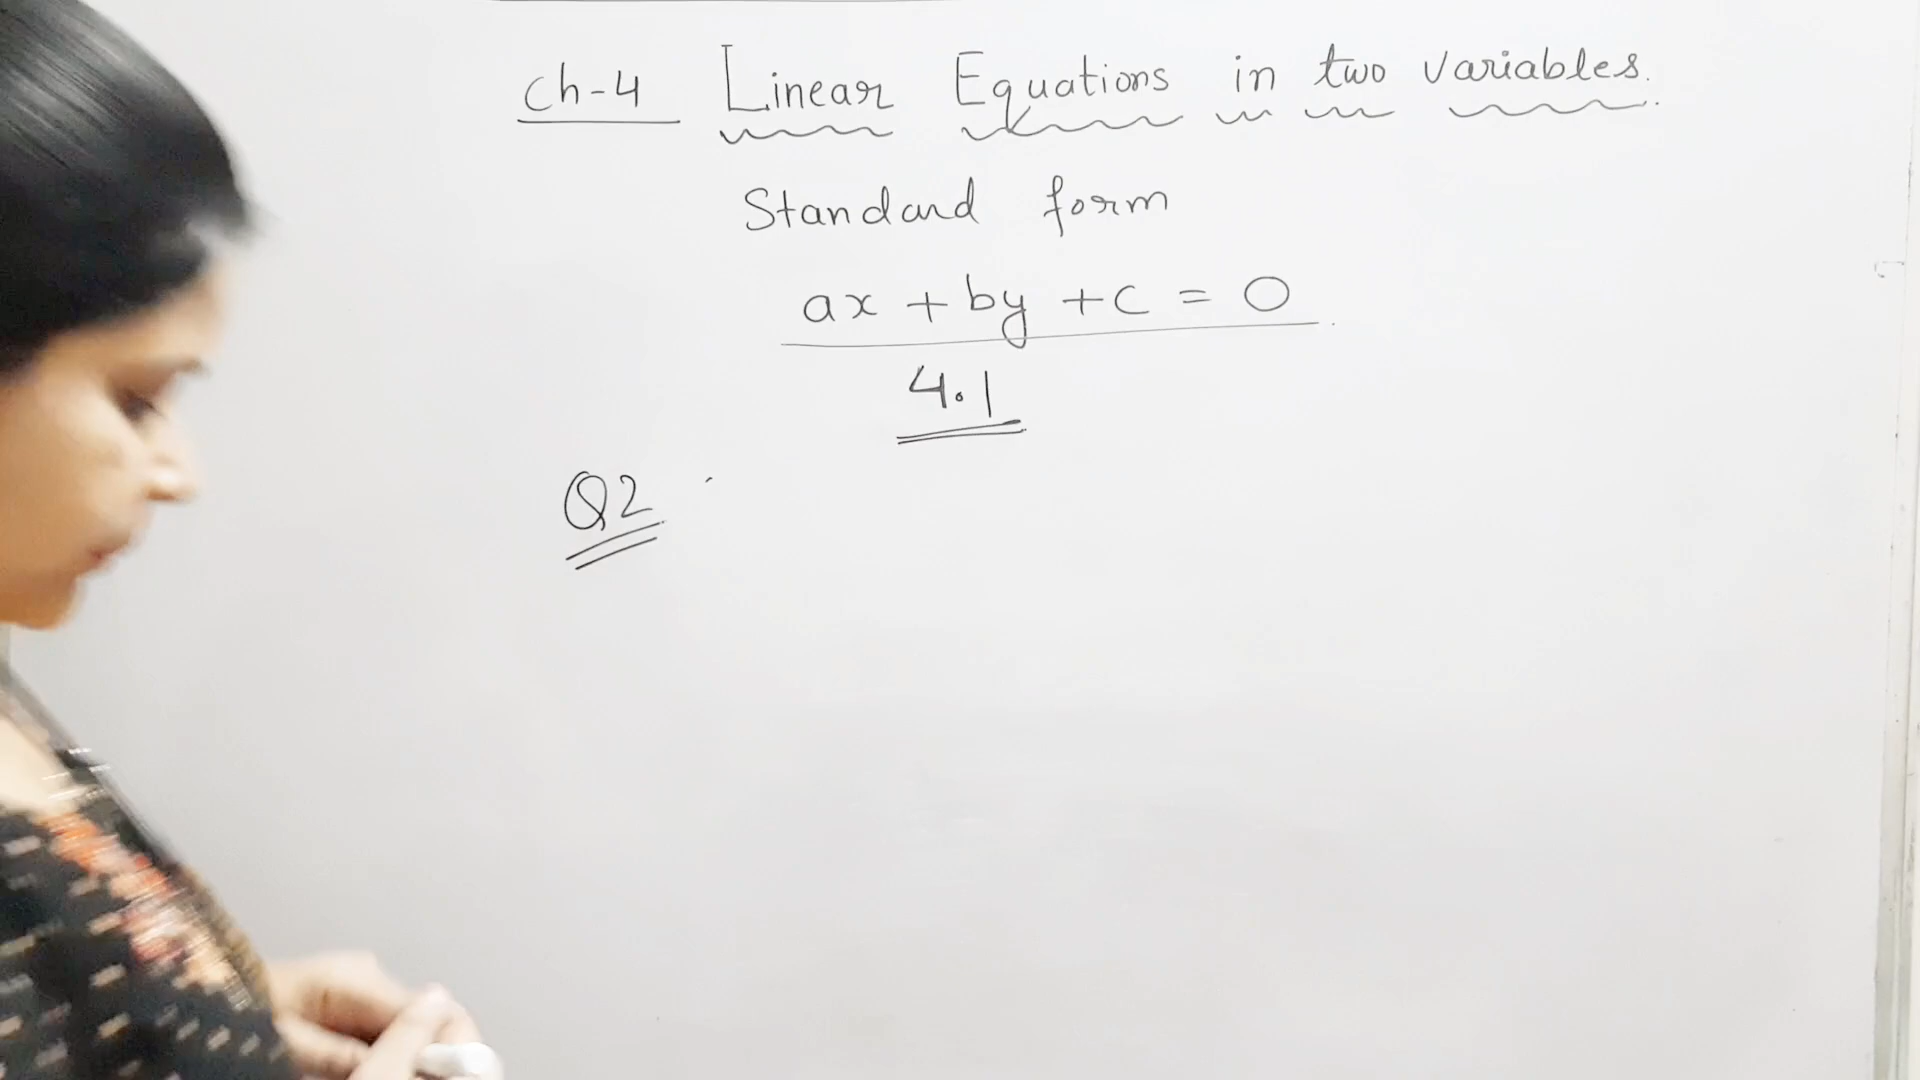 Ch-4 Linear Equations in two variables.
Standard form
ax + by + c = 0
4.1
Q2